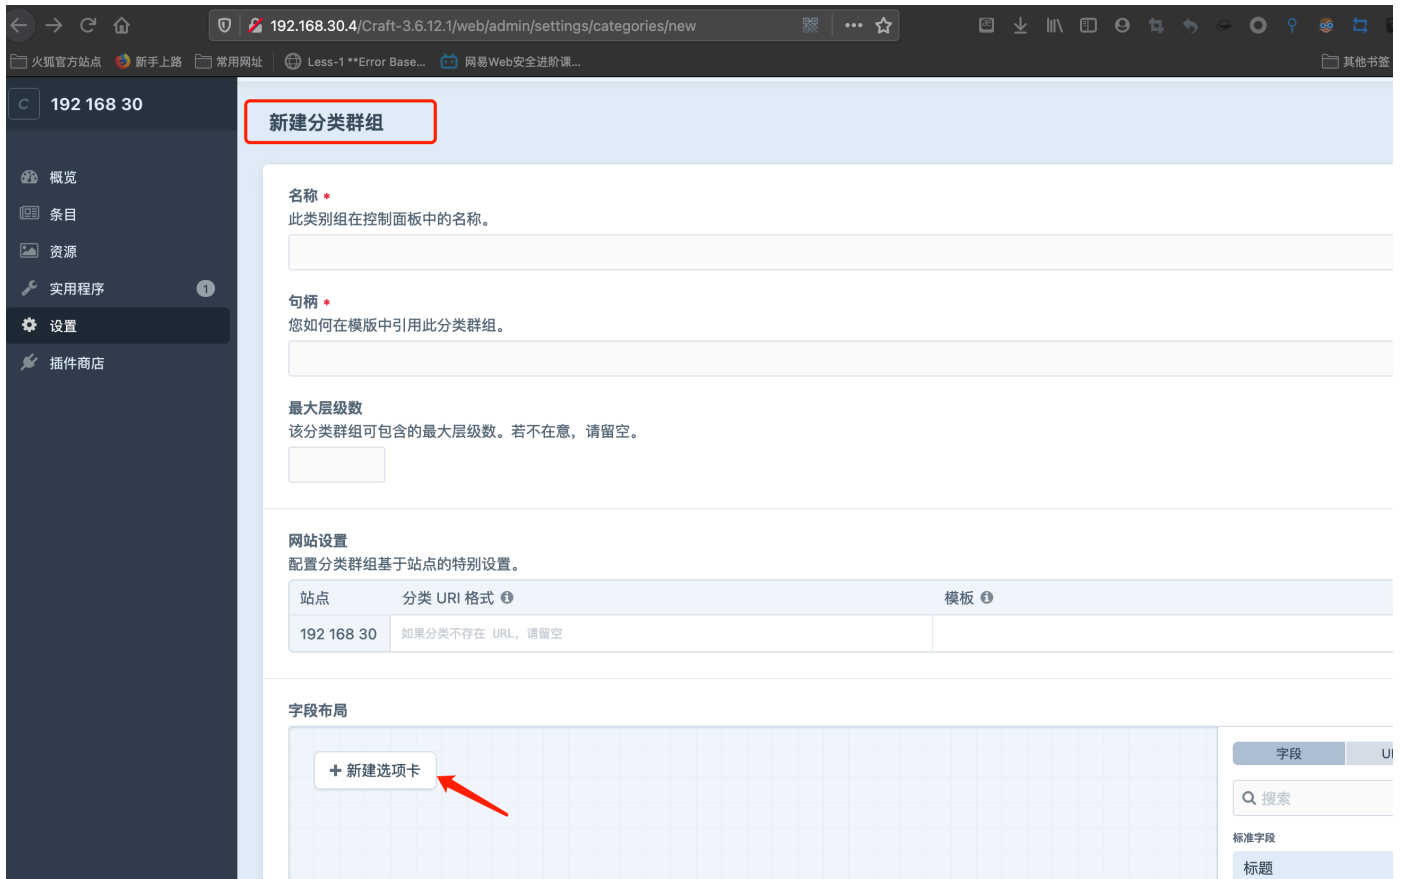 192.168.30.4/Craft-3.6.12.1/web/admin/settings/categories/new
火狐官方站点 新手上路 常用网址 Less-1 **Error Base... 网易Web安全进阶课... 其他书签
C 192 168 30
新建分类群组
概览
条目
资源
实用程序 1
设置
插件商店
名称 *
此类别组在控制面板中的名称。
句柄 *
您如何在模版中引用此分类群组。
最大层级数
该分类群组可包含的最大层级数。若不在意，请留空。
网站设置
配置分类群组基于站点的特别设置。
站点 分类 URI 格式 模板
192 168 30 如果分类不存在 URL, 请留空
字段布局
+ 新建选项卡
字段
搜索
标准字段
标题